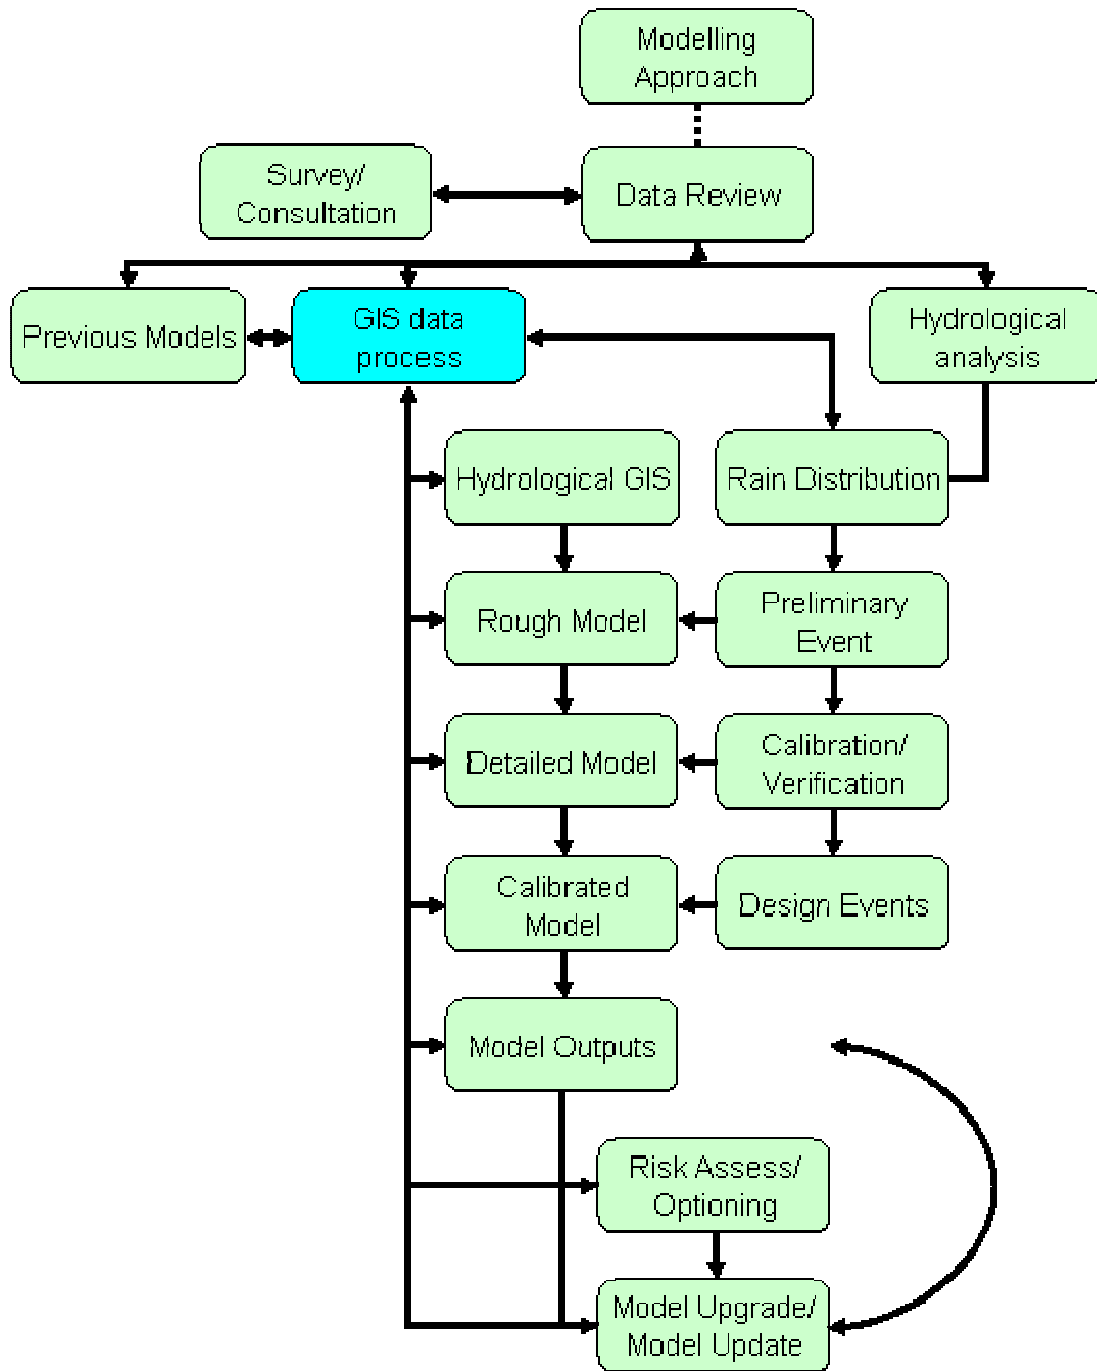 Modelling
Approach
Survey/
Consultation
Data Review
Previous Models
GIS data
process
Hydrological
analysis
Hydrological GIS
Rain Distribution
Rough Model
Preliminary
Event
Detailed Model
Calibration/
Verification
Calibrated
Model
Design Events
Model Outputs
Risk Assess/
Optioning
Model Upgrade/
Model Update